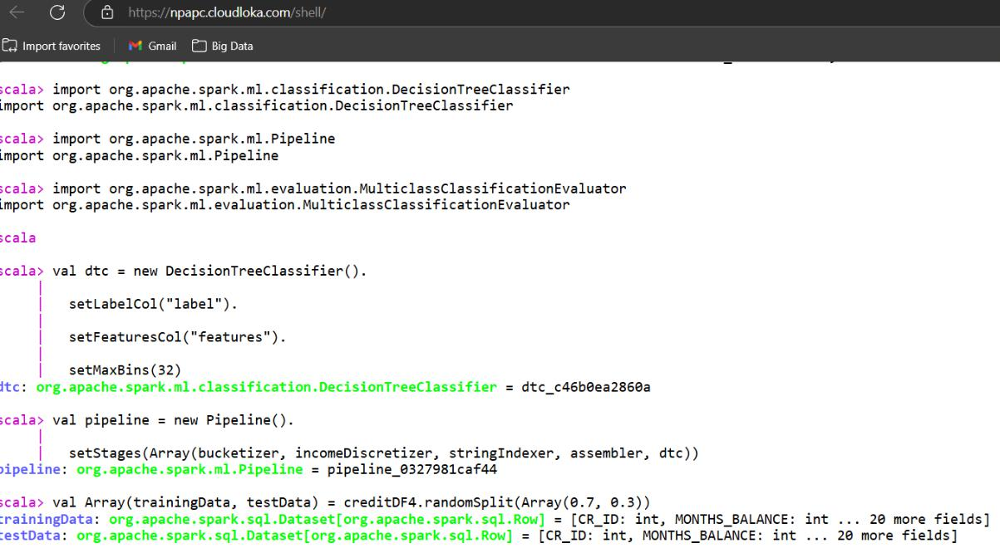 https://npapc.cloudloka.com/shell/
Import favorites Gmail Big Data
scala> import org.apache.spark.ml.classification.DecisionTreeClassifier
import org.apache.spark.ml.classification.DecisionTreeClassifier
scala> import org.apache.spark.ml.Pipeline
import org.apache.spark.ml.Pipeline
scala> import org.apache.spark.ml.evaluation.MulticlassClassificationEvaluator
import org.apache.spark.ml.evaluation.MulticlassClassificationEvaluator
scala
scala> val dtc = new DecisionTreeClassifier().
|
| setLabelCol("label").
|
| setFeaturesCol("features").
|
| setMaxBins(32)
dtc: org.apache.spark.ml.classification.DecisionTreeClassifier = dtc_c46b0ea2860a
scala> val pipeline = new Pipeline().
|
| setStages(Array(bucketizer, incomeDiscretizer, stringIndexer, assembler, dtc))
pipeline: org.apache.spark.ml.Pipeline = pipeline_0327981caf44
scala> val Array(trainingData, testData) = creditDF4.randomSplit(Array(0.7, 0.3))
trainingData: org.apache.spark.sql.Dataset[org.apache.spark.sql.Row] = [CR_ID: int, MONTHS_BALANCE: int ... 20 more fields]
testData: org.apache.spark.sql.Dataset[org.apache.spark.sql.Row] = [CR_ID: int, MONTHS_BALANCE: int ... 20 more fields]